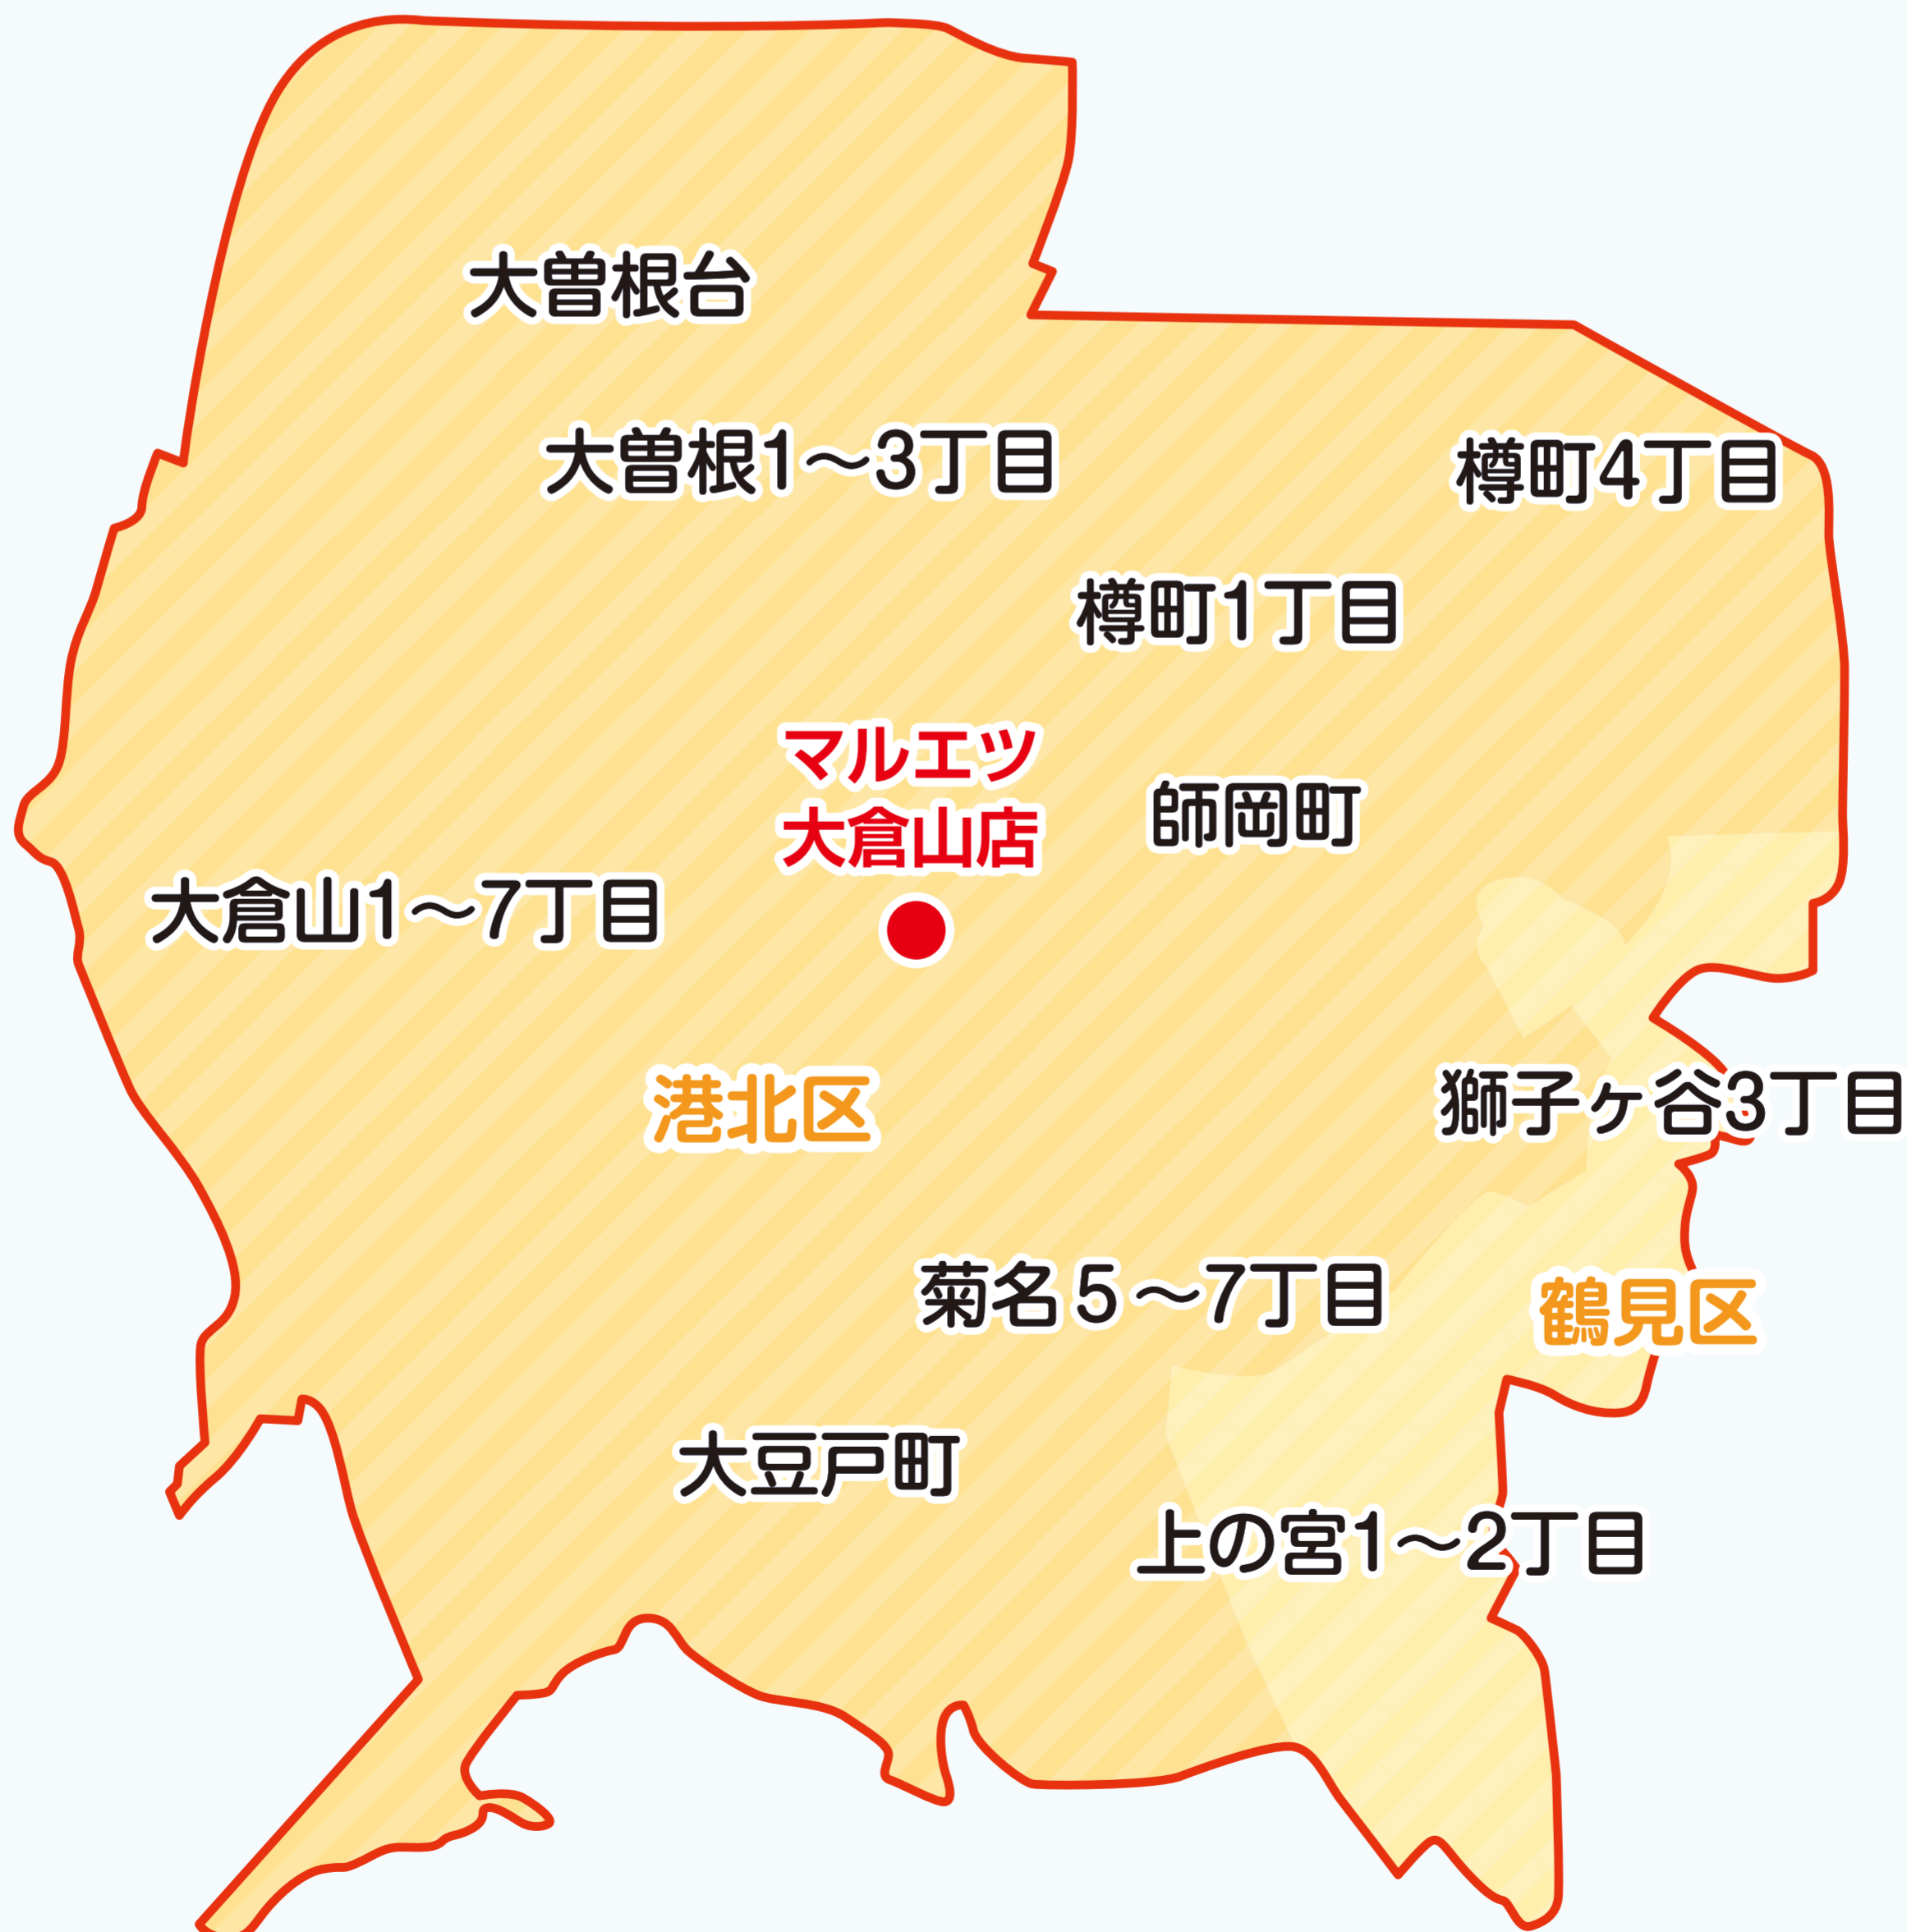 大曽根台
大曽根1～3丁目
樽町4丁目
樽町1丁目
マルエツ
大倉山店
師岡町
大倉山1～7丁目
港北区
獅子ヶ谷3丁目
菊名5～7丁目
鶴見区
大豆戸町
上の宮1～2丁目